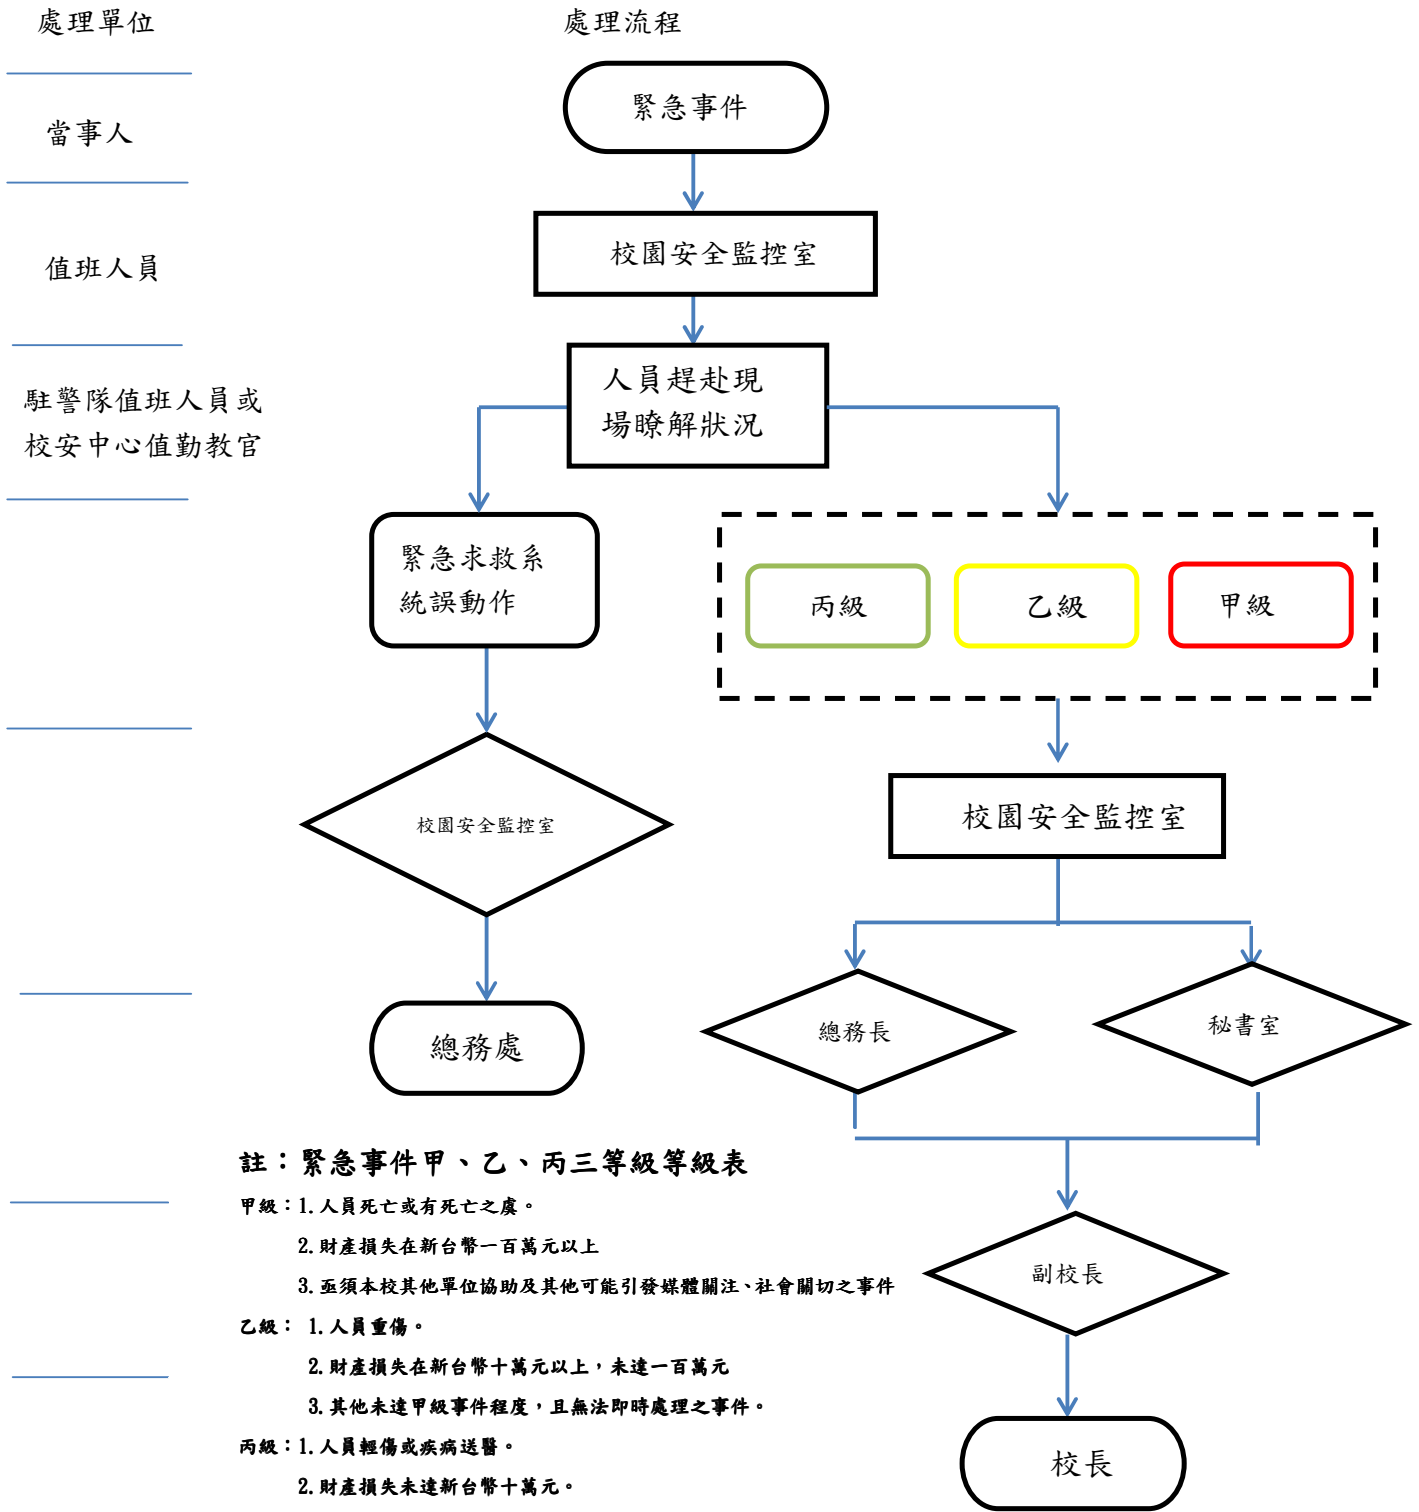 處理單位
處理流程
緊急事件
當事人
校園安全監控室
值班人員
人員趕赴現
場瞭解狀況
駐警隊值班人員或
校安中心值勤教官
緊急求救系
統誤動作
丙級
乙級
甲級
校園安全監控室
校園安全監控室
總務長
秘書室
總務處
註：緊急事件甲、乙、丙三等級等級表
甲級：1.人員死亡或有死亡之虞。
2.財產損失在新台幣一百萬元以上
3.亟須本校其他單位協助及其他可能引發媒體關注、社會關切之事件
乙級： 1.人員重傷。
2.財產損失在新台幣十萬元以上，未達一百萬元
3.其他未達甲級事件程度，且無法即時處理之事件。
丙級：1.人員輕傷或疾病送醫。
2.財產損失未達新台幣十萬元。
副校長
校長